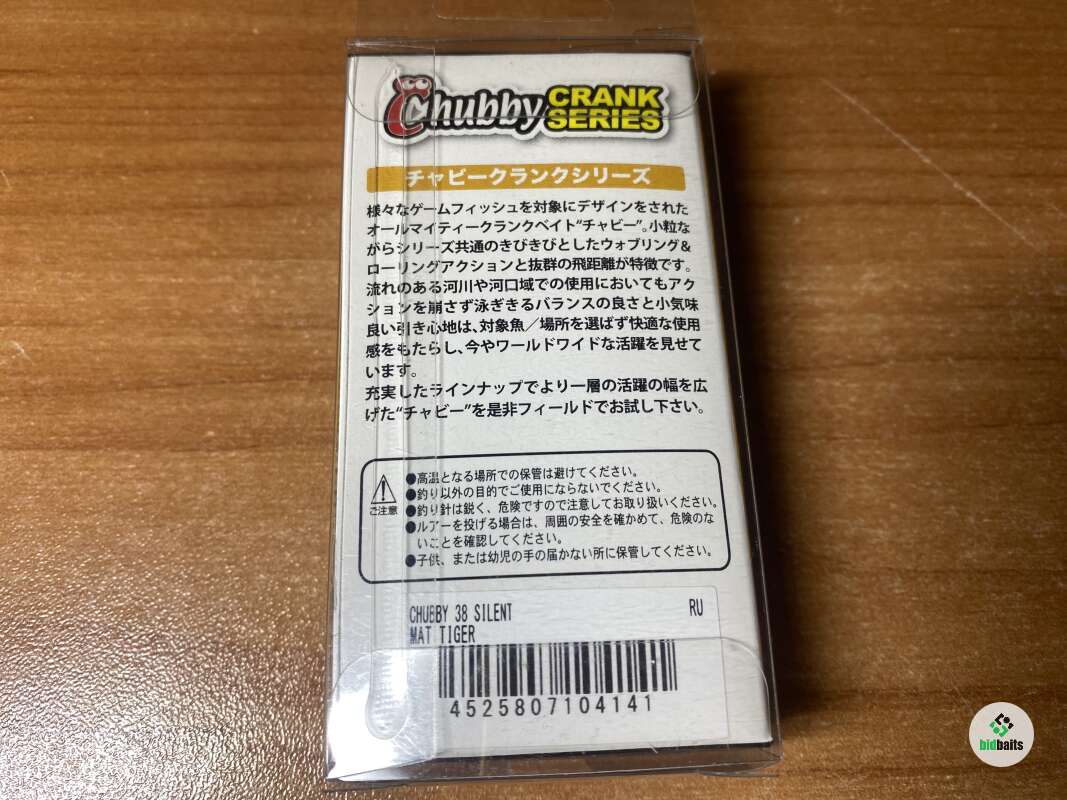 Chubby CRANK SERIES
チャビークランクシリーズ
様々なゲームフィッシュを対象にデザインをされた
オールマイティークランクベイト“チャビー”。小粒な
がらシリーズ共通のきびきびとしたウォブリング&
ローリングアクションと抜群の飛距離が特徴です。
流れのある河川や河口域での使用においてもアク
ションを崩さず泳ぎきるバランスの良さと小気味
良い引き心地は、対象魚／場所を選ばず快適な使用
感をもたらし、今やワールドワイドな活躍を見せて
います。
充実したラインナップでより一層の活躍の幅を広
げた“チャビー”を是非フィールドでお試し下さい。
ご注意
●高温となる場所での保管は避けてください。
●釣り以外の目的でご使用にならないでください。
●釣り針は鋭く、危険ですので注意してお取り扱いください。
●ルアーを投げる場合は、周囲の安全を確かめて、危険のな
いことを確認してください。
●子供、または幼児の手の届かない所に保管してください。
CHUBBY 38 SILENT RU
MAT TIGER
4525807104141
bidbaits